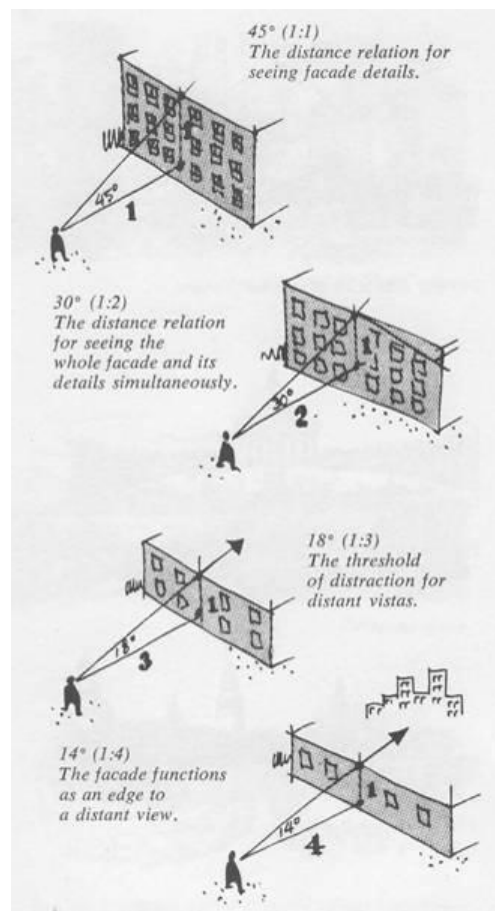 45° (1:1)
The distance relation for
seeing facade details.
1
45°
1
30° (1:2)
The distance relation
for seeing the
whole facade and its
details simultaneously.
1
30°
2
18° (1:3)
The threshold
of distraction for
distant vistas.
1
18°
3
14° (1:4)
The facade functions
as an edge to
a distant view.
1
14°
4